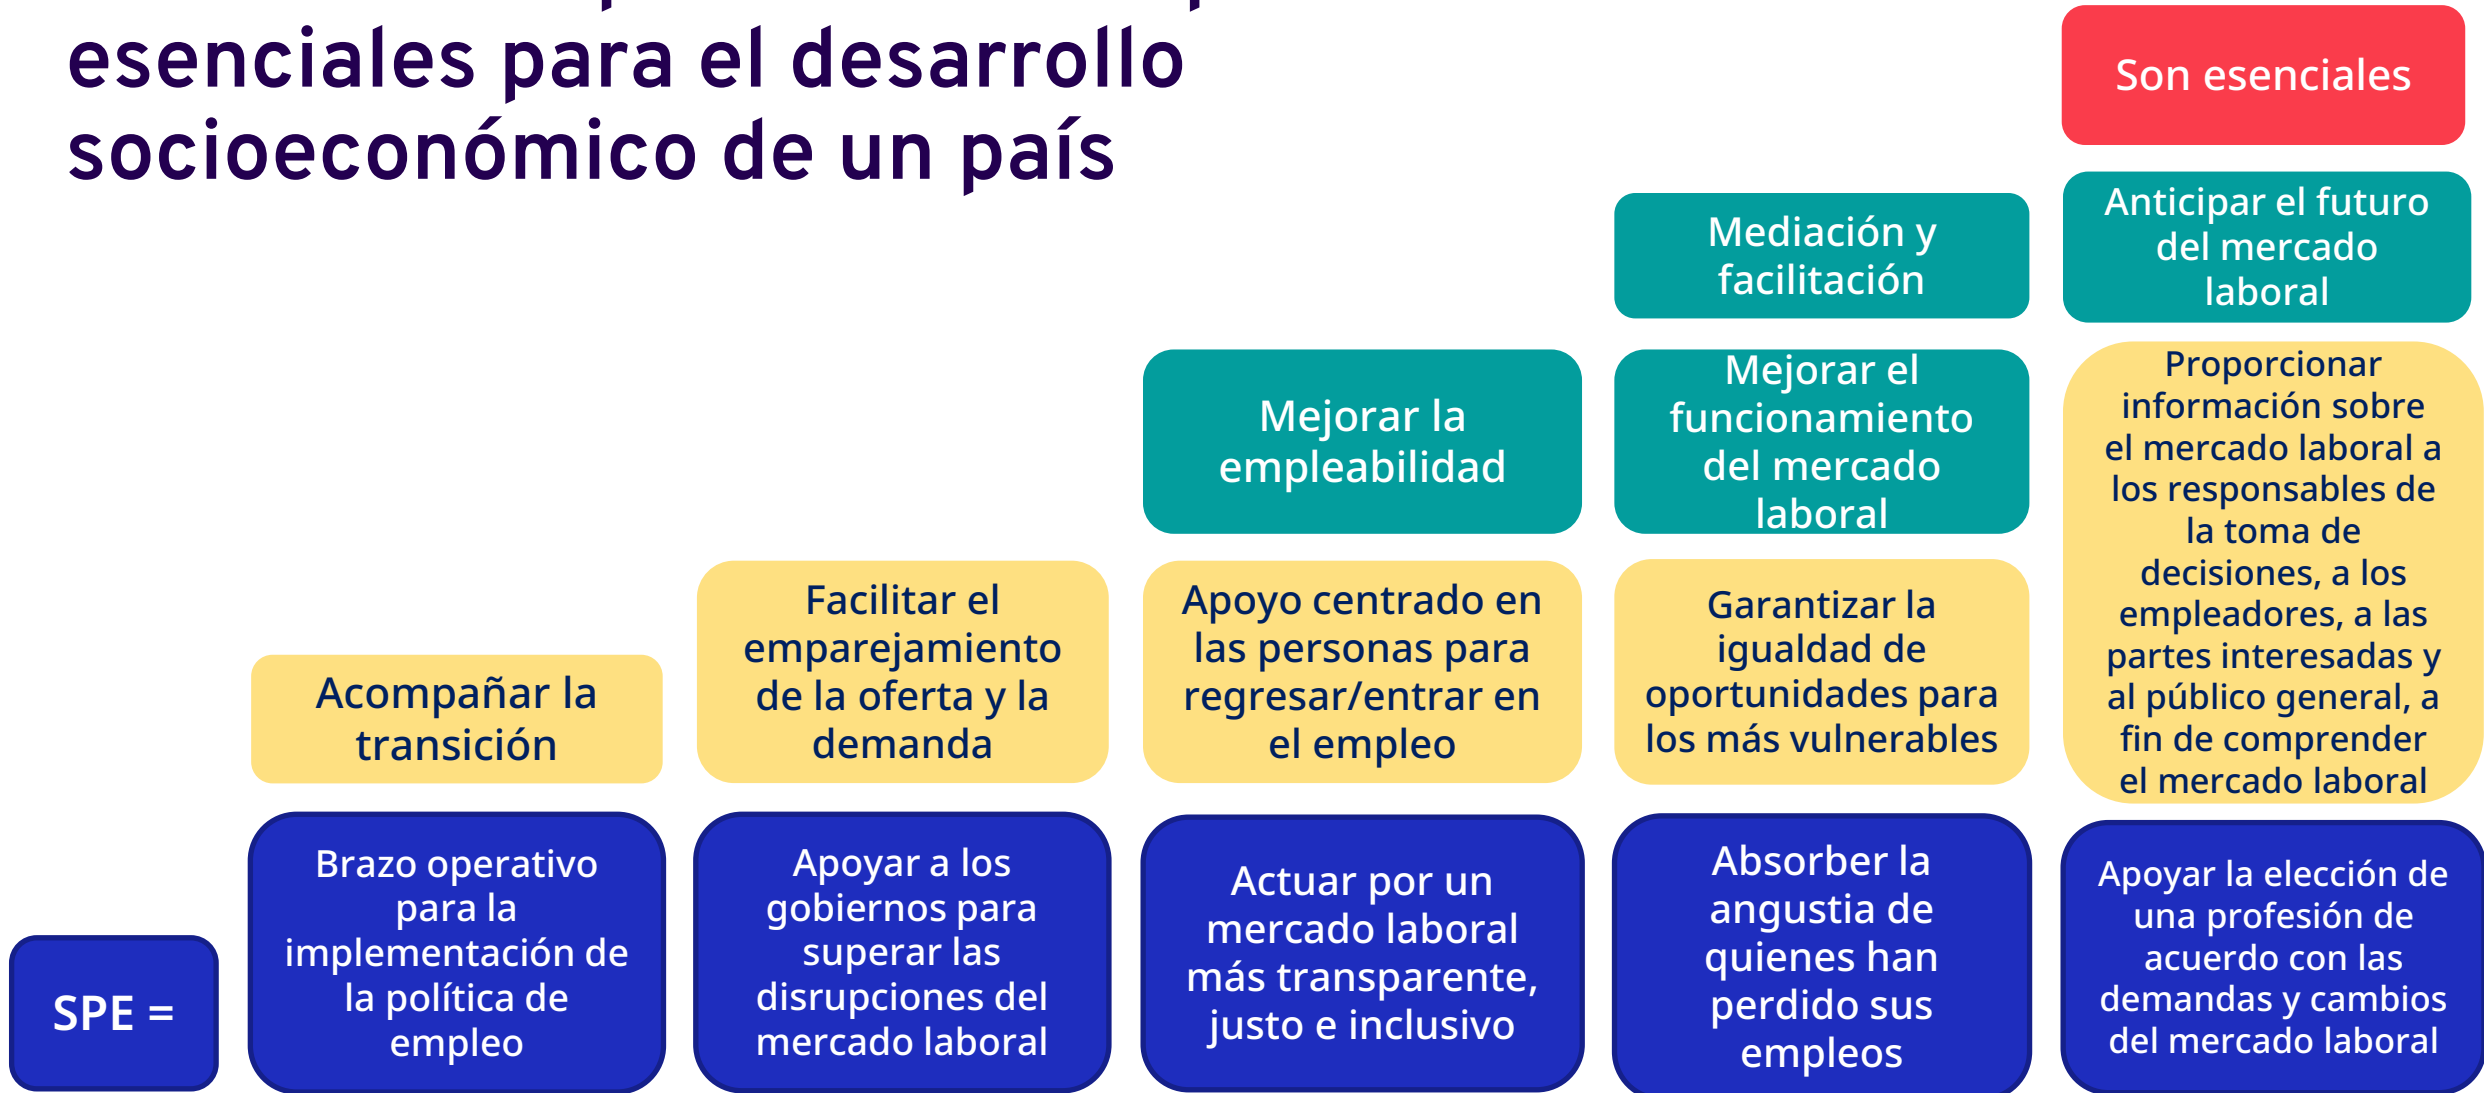 esenciales para el desarrollo
socioeconómico de un país
Son esenciales
Anticipar el futuro
del mercado
laboral
Mediación y
facilitación
Mejorar la
empleabilidad
Mejorar el
funcionamiento
del mercado
laboral
Proporcionar
información sobre
el mercado laboral a
los responsables de
la toma de
decisiones, a los
empleadores, a las
partes interesadas y
al público general, a
fin de comprender
el mercado laboral
Acompañar la
transición
Facilitar el
emparejamiento
de la oferta y la
demanda
Apoyo centrado en
las personas para
regresar/entrar en
el empleo
Garantizar la
igualdad de
oportunidades para
los más vulnerables
SPE =
Brazo operativo
para la
implementación de
la política de
empleo
Apoyar a los
gobiernos para
superar las
disrupciones del
mercado laboral
Actuar por un
mercado laboral
más transparente,
justo e inclusivo
Absorber la
angustia de
quienes han
perdido sus
empleos
Apoyar la elección de
una profesión de
acuerdo con las
demandas y cambios
del mercado laboral